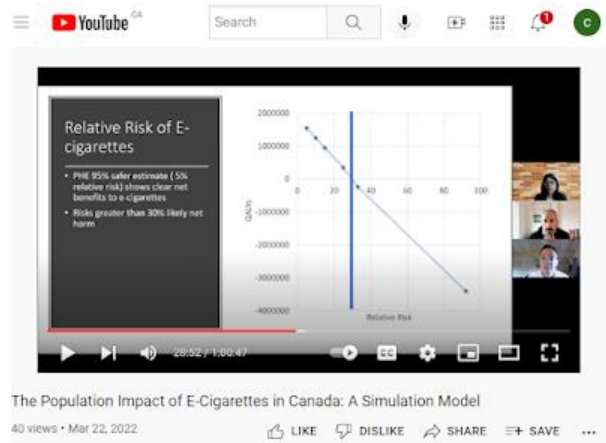 YouTube CA
Search
9
C
Relative Risk of E-
cigarettes
• PHE 95% safer estimate ( 5%
relative risk) shows clear net
benefits to e-cigarettes
• Risks greater than 30% likely net
harm
2000000
1000000
0
-1000000
-2000000
-3000000
-4000000
QALYs
0
20
40
60
80
100
Relative Risk
28:52 / 1:00:47
CC
The Population Impact of E-Cigarettes in Canada: A Simulation Model
40 views • Mar 22, 2022
LIKE DISLIKE SHARE SAVE ...